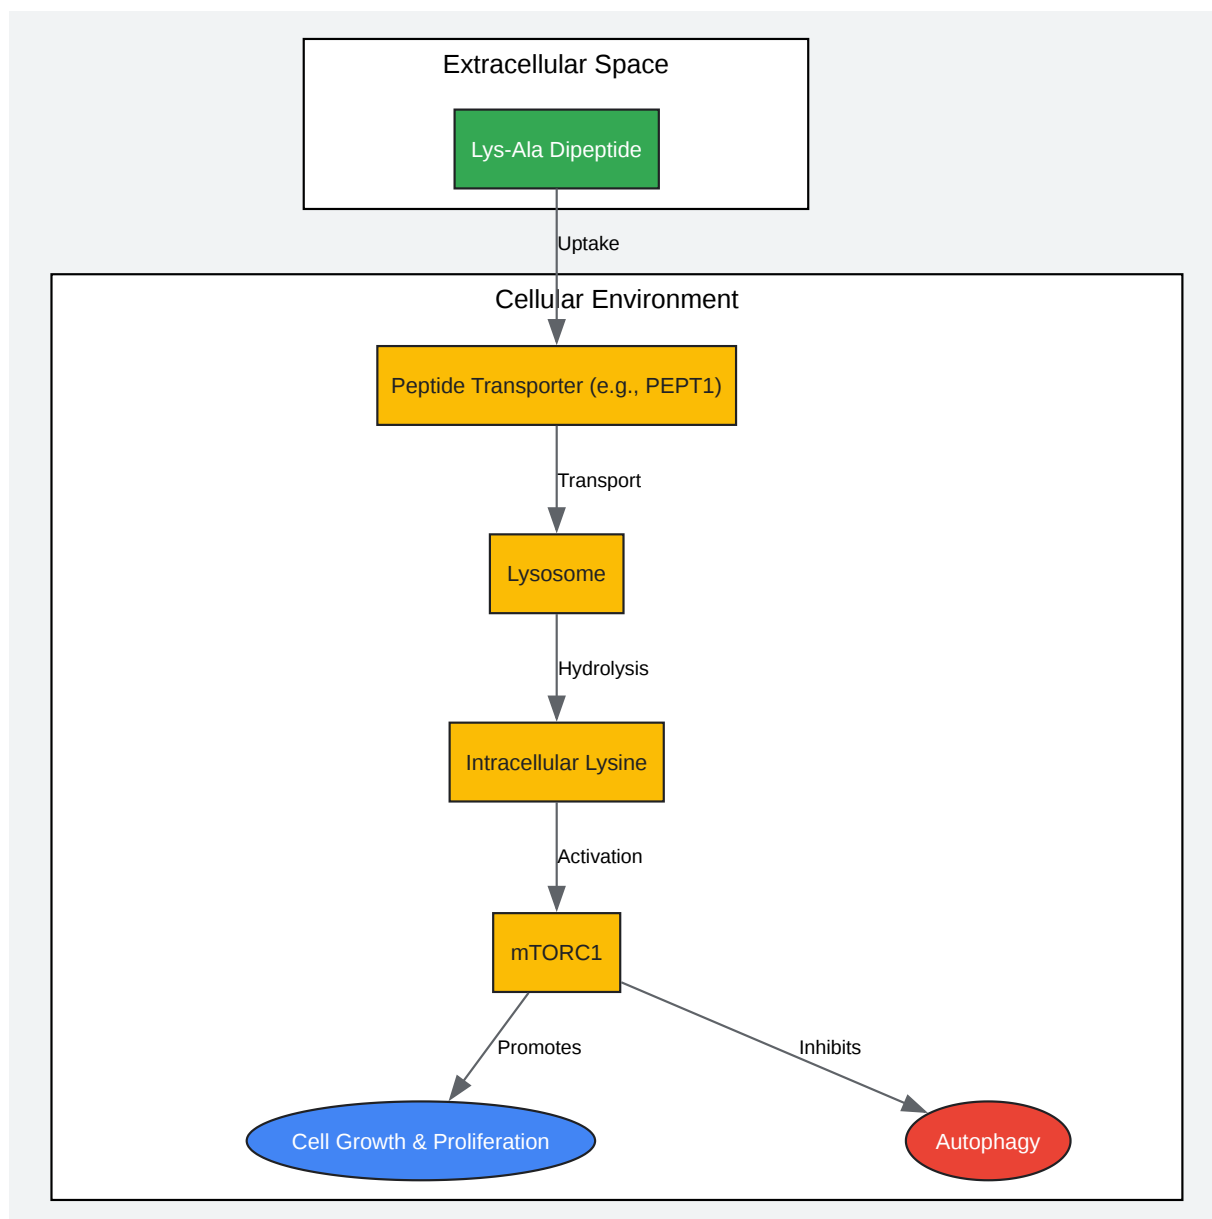 Extracellular Space
Lys-Ala Dipeptide
Uptake
Cellular Environment
Peptide Transporter (e.g., PEPT1)
Transport
Lysosome
Hydrolysis
Intracellular Lysine
Activation
mTORC1
Promotes
Inhibits
Cell Growth & Proliferation
Autophagy